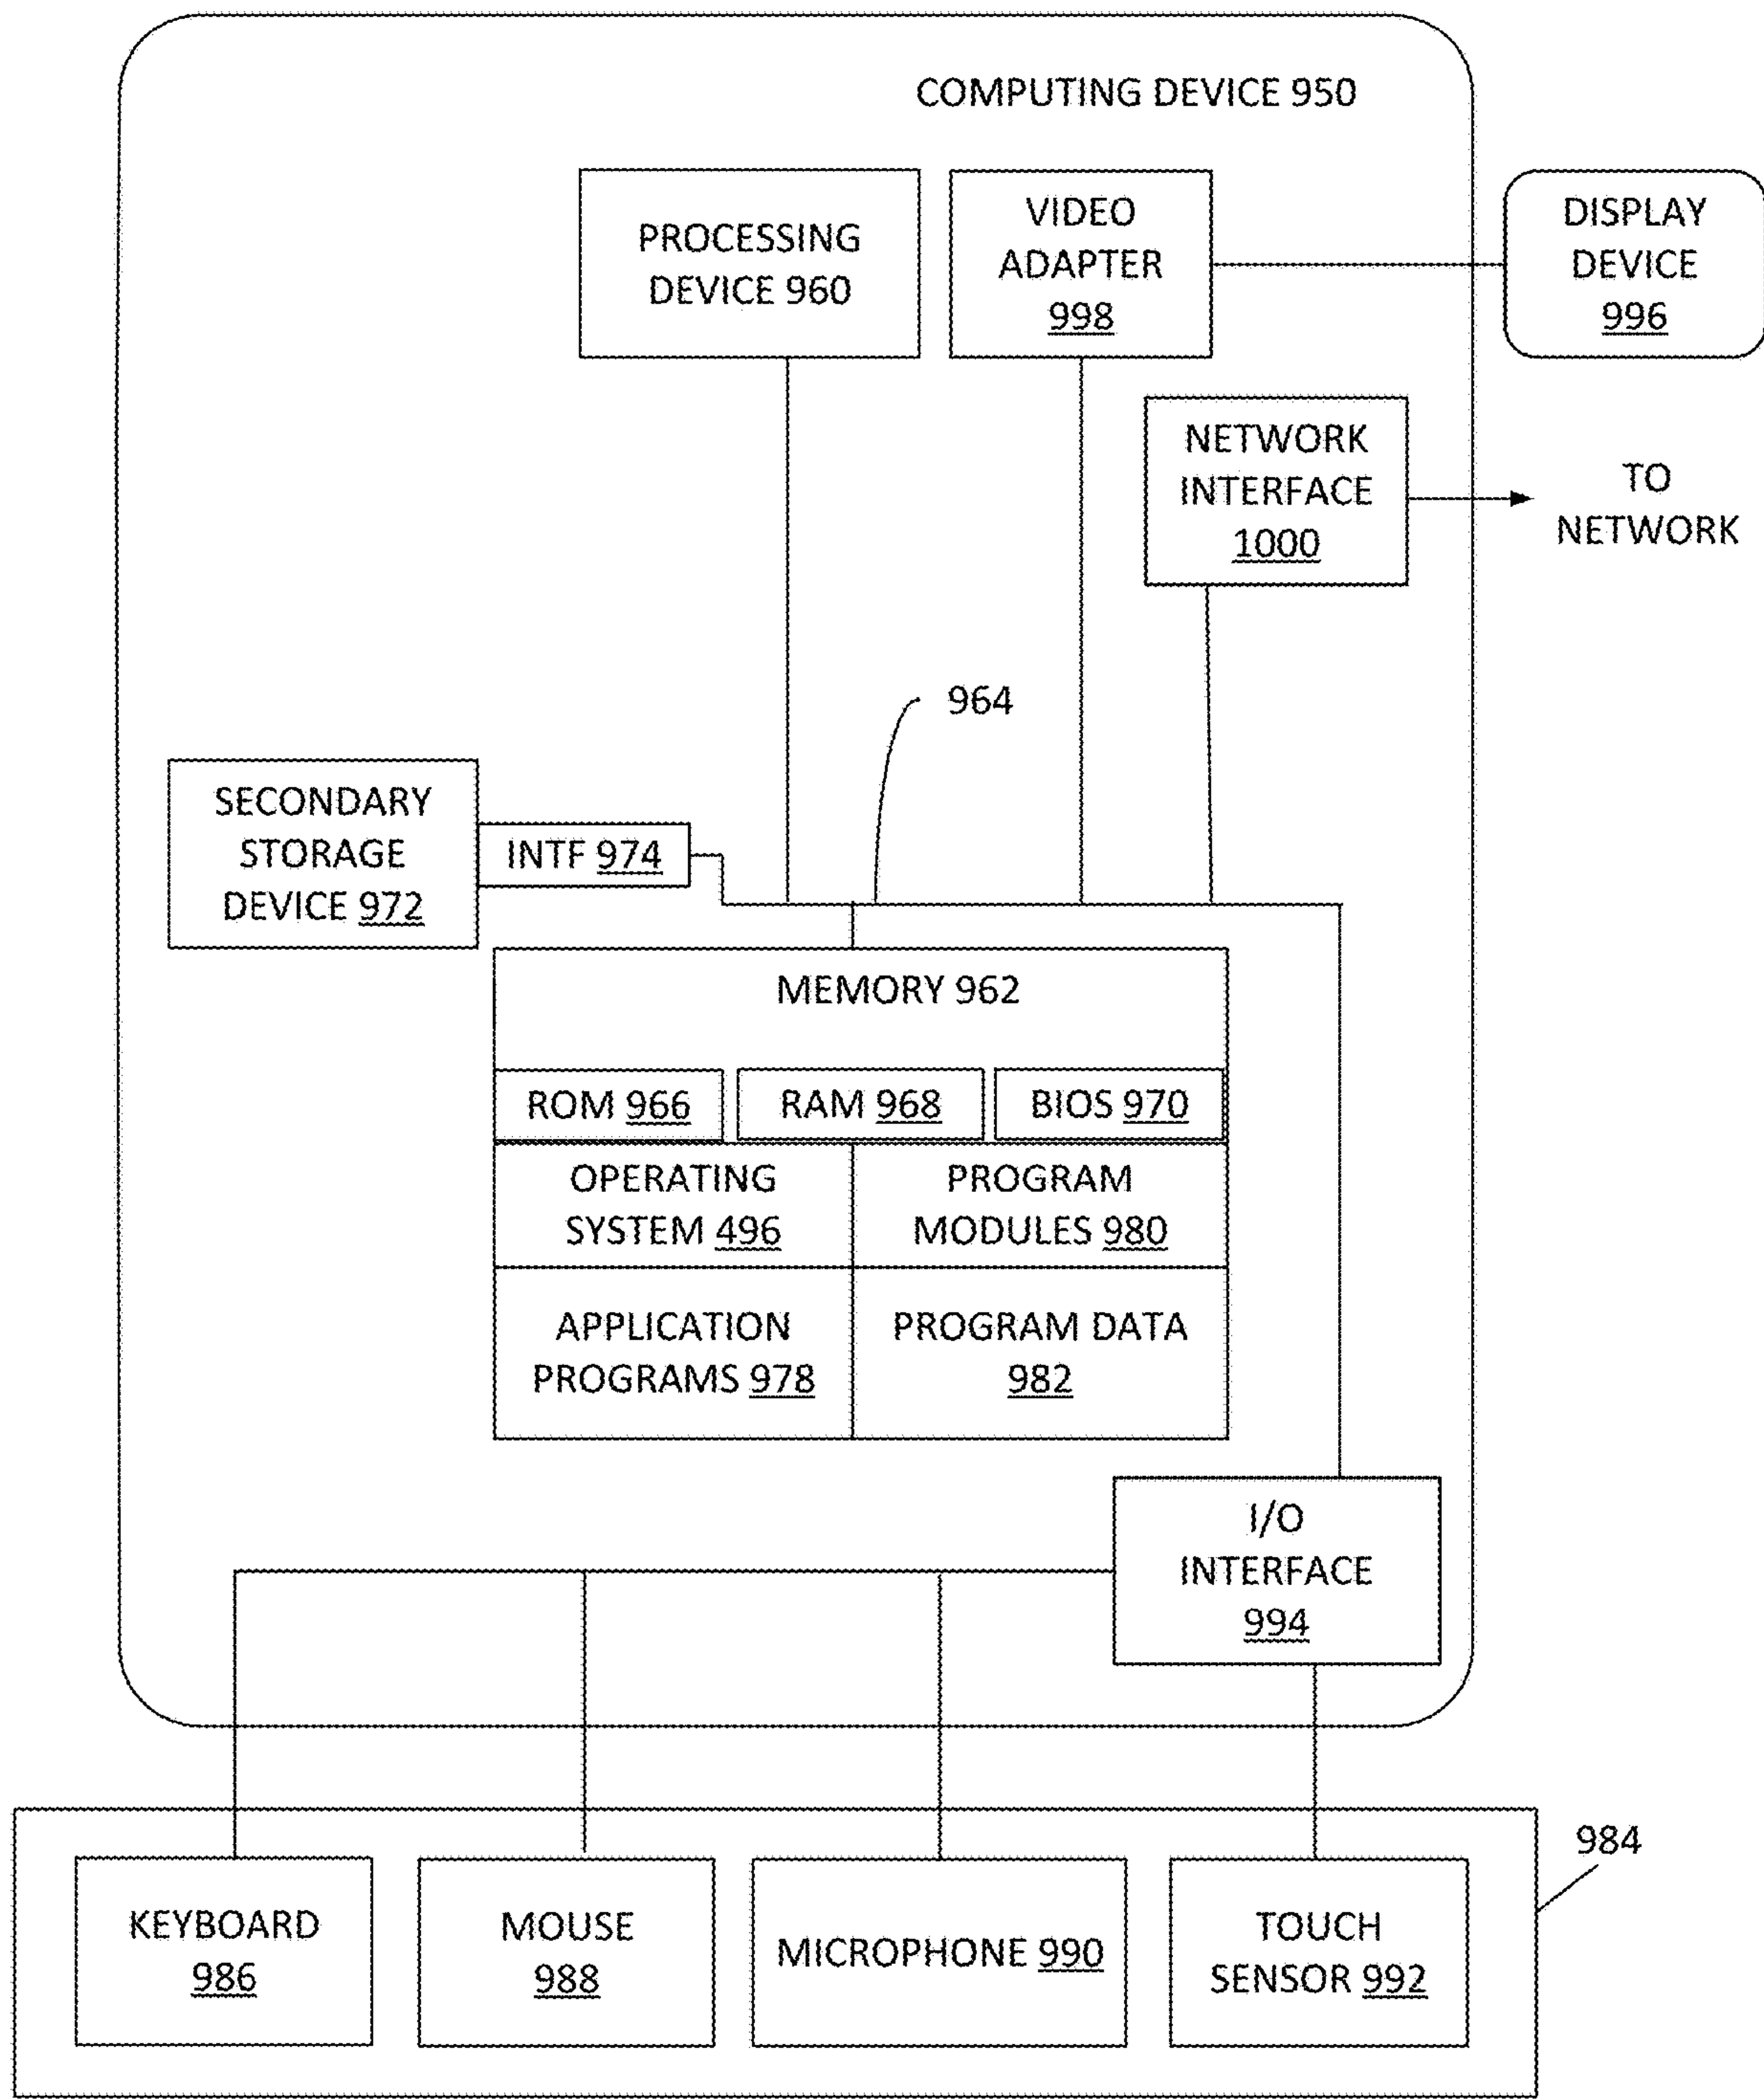 COMPUTING DEVICE 950
PROCESSING
DEVICE 960
VIDEO
ADAPTER
998
DISPLAY
DEVICE
996
NETWORK
INTERFACE
1000
TO
NETWORK
964
SECONDARY
STORAGE
DEVICE 972
INTF 974
MEMORY 962
ROM 966
RAM 968
BIOS 970
OPERATING
SYSTEM 496
PROGRAM
MODULES 980
APPLICATION
PROGRAMS 978
PROGRAM DATA
982
I/O
INTERFACE
994
984
KEYBOARD
986
MOUSE
988
MICROPHONE 990
TOUCH
SENSOR 992